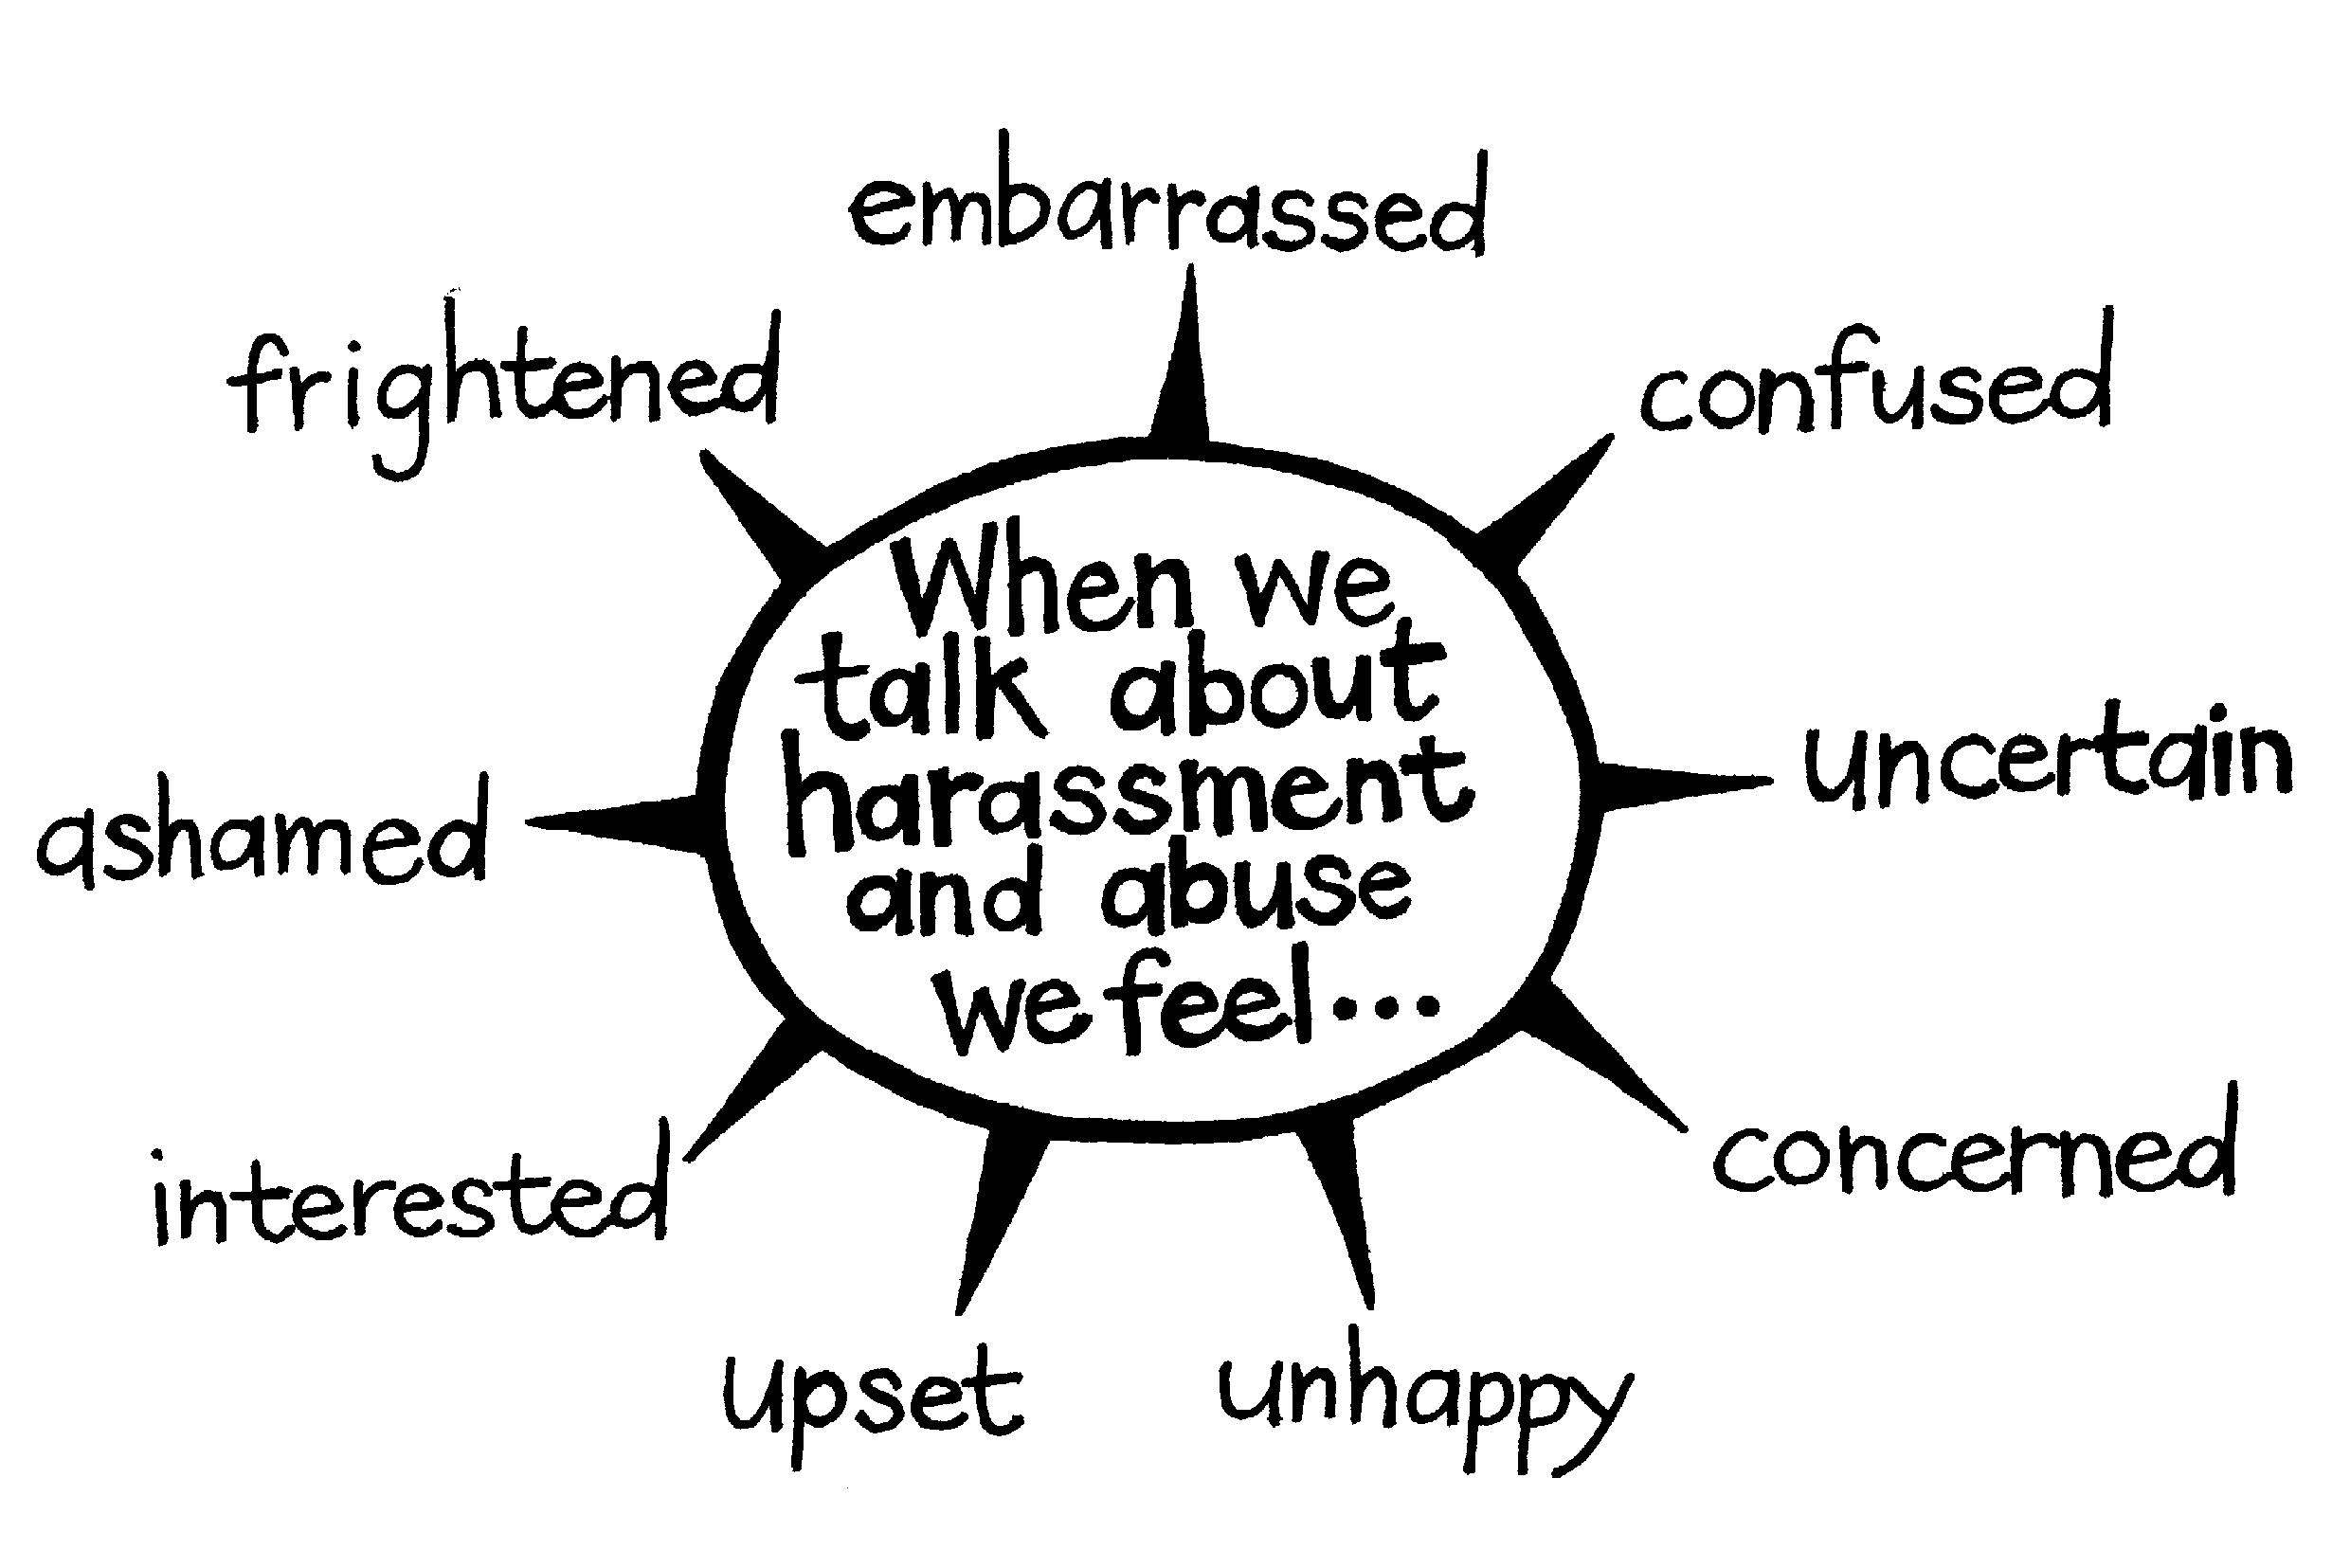 embarrassed
frightened
confused
When we
talk about
harassment
and abuse
we feel...
uncertain
ashamed
concerned
interested
upset
unhappy